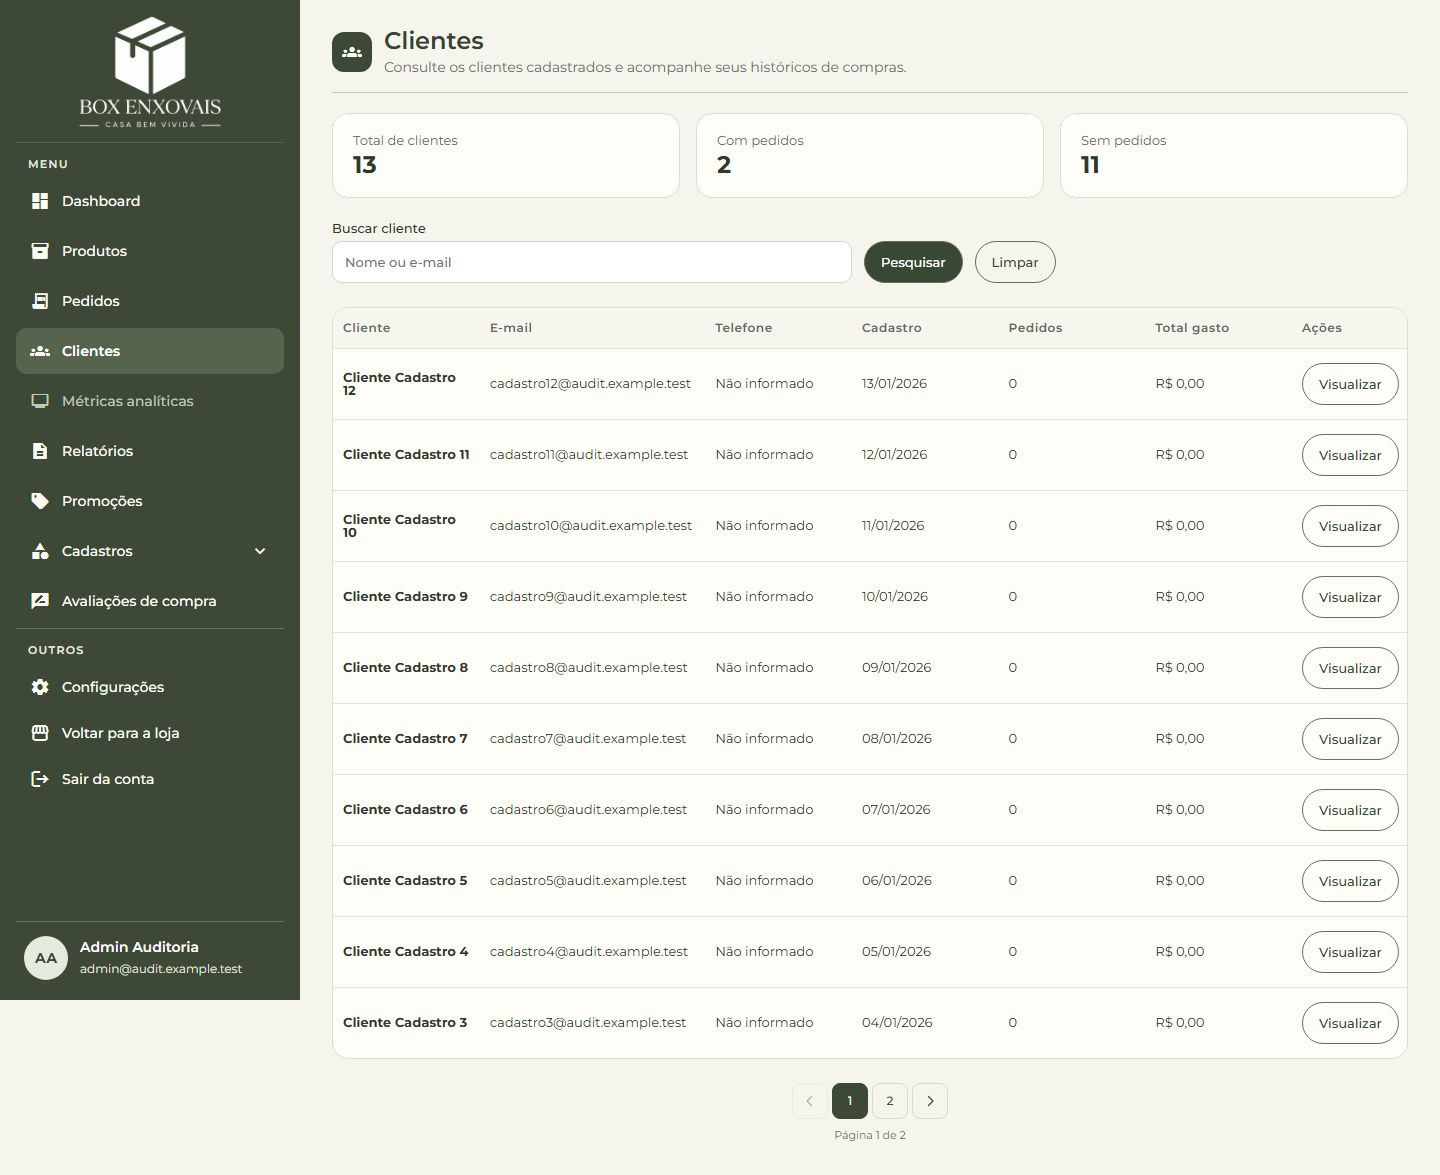 BOX ENXOVAIS
CASA BEM VIVIDA
MENU
Dashboard
Produtos
Pedidos
Clientes
Métricas analíticas
Relatórios
Promoções
Cadastros
Avaliações de compra
OUTROS
Configurações
Voltar para a loja
Sair da conta
AA
Admin Auditoria
admin@audit.example.test
Clientes
Consulte os clientes cadastrados e acompanhe seus históricos de compras.
Total de clientes
13
Com pedidos
2
Sem pedidos
11
Buscar cliente
Nome ou e-mail
Pesquisar
Limpar
Cliente E-mail Telefone Cadastro Pedidos Total gasto Ações
Cliente Cadastro
12
cadastro12@audit.example.test Não informado 13/01/2026 0 R$ 0,00 Visualizar
Cliente Cadastro 11 cadastro11@audit.example.test Não informado 12/01/2026 0 R$ 0,00 Visualizar
Cliente Cadastro
10
cadastro10@audit.example.test Não informado 11/01/2026 0 R$ 0,00 Visualizar
Cliente Cadastro 9 cadastro9@audit.example.test Não informado 10/01/2026 0 R$ 0,00 Visualizar
Cliente Cadastro 8 cadastro8@audit.example.test Não informado 09/01/2026 0 R$ 0,00 Visualizar
Cliente Cadastro 7 cadastro7@audit.example.test Não informado 08/01/2026 0 R$ 0,00 Visualizar
Cliente Cadastro 6 cadastro6@audit.example.test Não informado 07/01/2026 0 R$ 0,00 Visualizar
Cliente Cadastro 5 cadastro5@audit.example.test Não informado 06/01/2026 0 R$ 0,00 Visualizar
Cliente Cadastro 4 cadastro4@audit.example.test Não informado 05/01/2026 0 R$ 0,00 Visualizar
Cliente Cadastro 3 cadastro3@audit.example.test Não informado 04/01/2026 0 R$ 0,00 Visualizar
1 2
Página 1 de 2